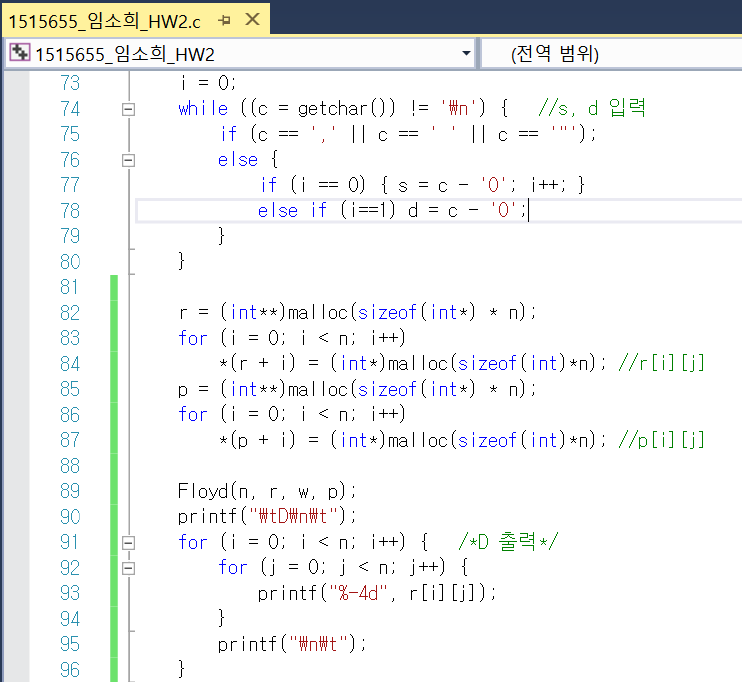 1515655_임소희_HW2.c
1515655_임소희_HW2 (전역 범위)
73 i = 0;
74 while ((c = getchar()) != '₩n') { //s, d 입력
75 if (c == ',' || c == ' ' || c == '"');
76 else {
77 if (i == 0) { s = c - '0'; i++; }
78 else if (i==1) d = c - '0';
79 }
80 }
81
82 r = (int**)malloc(sizeof(int*) * n);
83 for (i = 0; i < n; i++)
84 *(r + i) = (int*)malloc(sizeof(int)*n); //r[i][j]
85 p = (int**)malloc(sizeof(int*) * n);
86 for (i = 0; i < n; i++)
87 *(p + i) = (int*)malloc(sizeof(int)*n); //p[i][j]
88
89 Floyd(n, r, w, p);
90 printf("₩tD₩n₩t");
91 for (i = 0; i < n; i++) { /*D 출력*/
92 for (j = 0; j < n; j++) {
93 printf("%-4d", r[i][j]);
94 }
95 printf("₩n₩t");
96 }